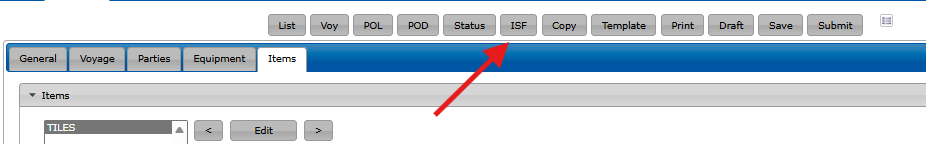 List Voy POL POD Status ISF Copy Template Print Draft Save Submit
General Voyage Parties Equipment Items
Items
TILES < Edit >